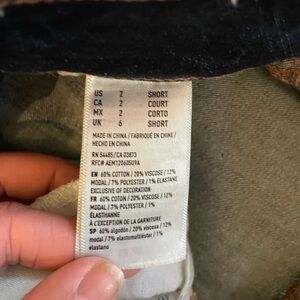 US 2 SHORT
CA 2 COURT
MX 2 CORTO
UK 6 SHORT
MADE IN CHINA / FABRIQUÉ EN CHINE /
HECHO EN CHINA
RN 54485/CA 03873
RFC# AEM120605U9A
EN 60% COTTON / 20% VISCOSE / 12%
MODAL / 7% POLYESTER / 1% ELASTANE
EXCLUSIVE OF DECORATION
FR 60% COTON / 20% VISCOSE / 12%
MODAL / 7% POLYESTER / 1%
ÉLASTHANNE
À L'EXCEPTION DE LA GARNITURE
SP 60% algodón / 20% viscosa / 12%
modal / 7% elastomultiéster / 1%
elastano